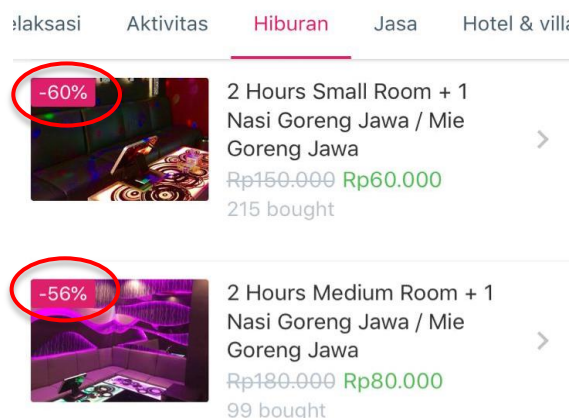 elaksasi Aktivitas Hiburan Jasa Hotel & villa
-60%
2 Hours Small Room + 1
Nasi Goreng Jawa / Mie
Goreng Jawa
Rp150.000 Rp60.000
215 bought
-56%
2 Hours Medium Room + 1
Nasi Goreng Jawa / Mie
Goreng Jawa
Rp180.000 Rp80.000
99 bought